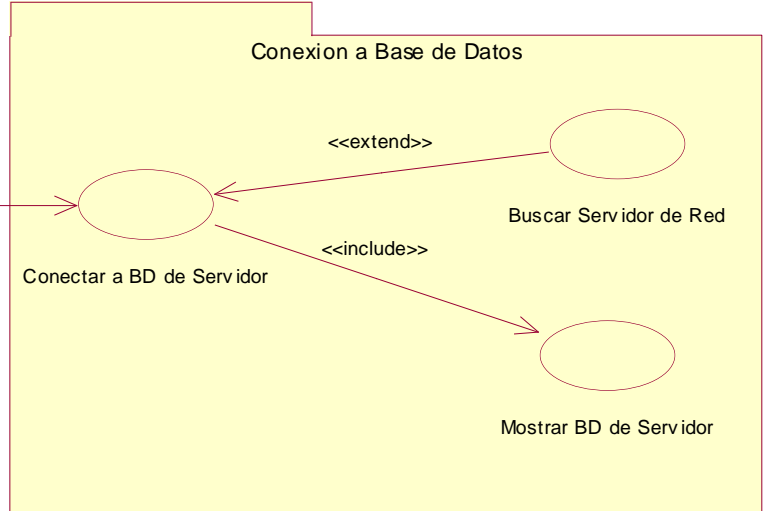 Conexion a Base de Datos
<<extend>>
Buscar Servidor de Red
<<include>>
Conectar a BD de Servidor
Mostrar BD de Servidor